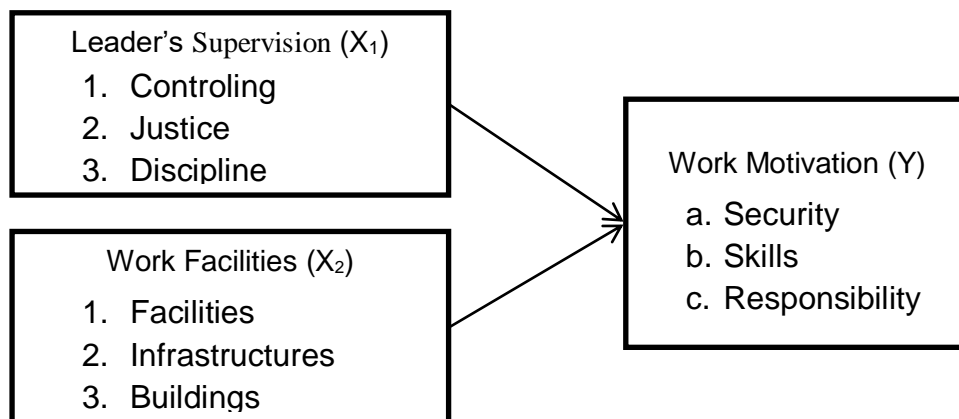 Leader's Supervision (X₁)
1. Controling
2. Justice
3. Discipline
Work Facilities (X₂)
1. Facilities
2. Infrastructures
3. Buildings
Work Motivation (Y)
a. Security
b. Skills
c. Responsibility